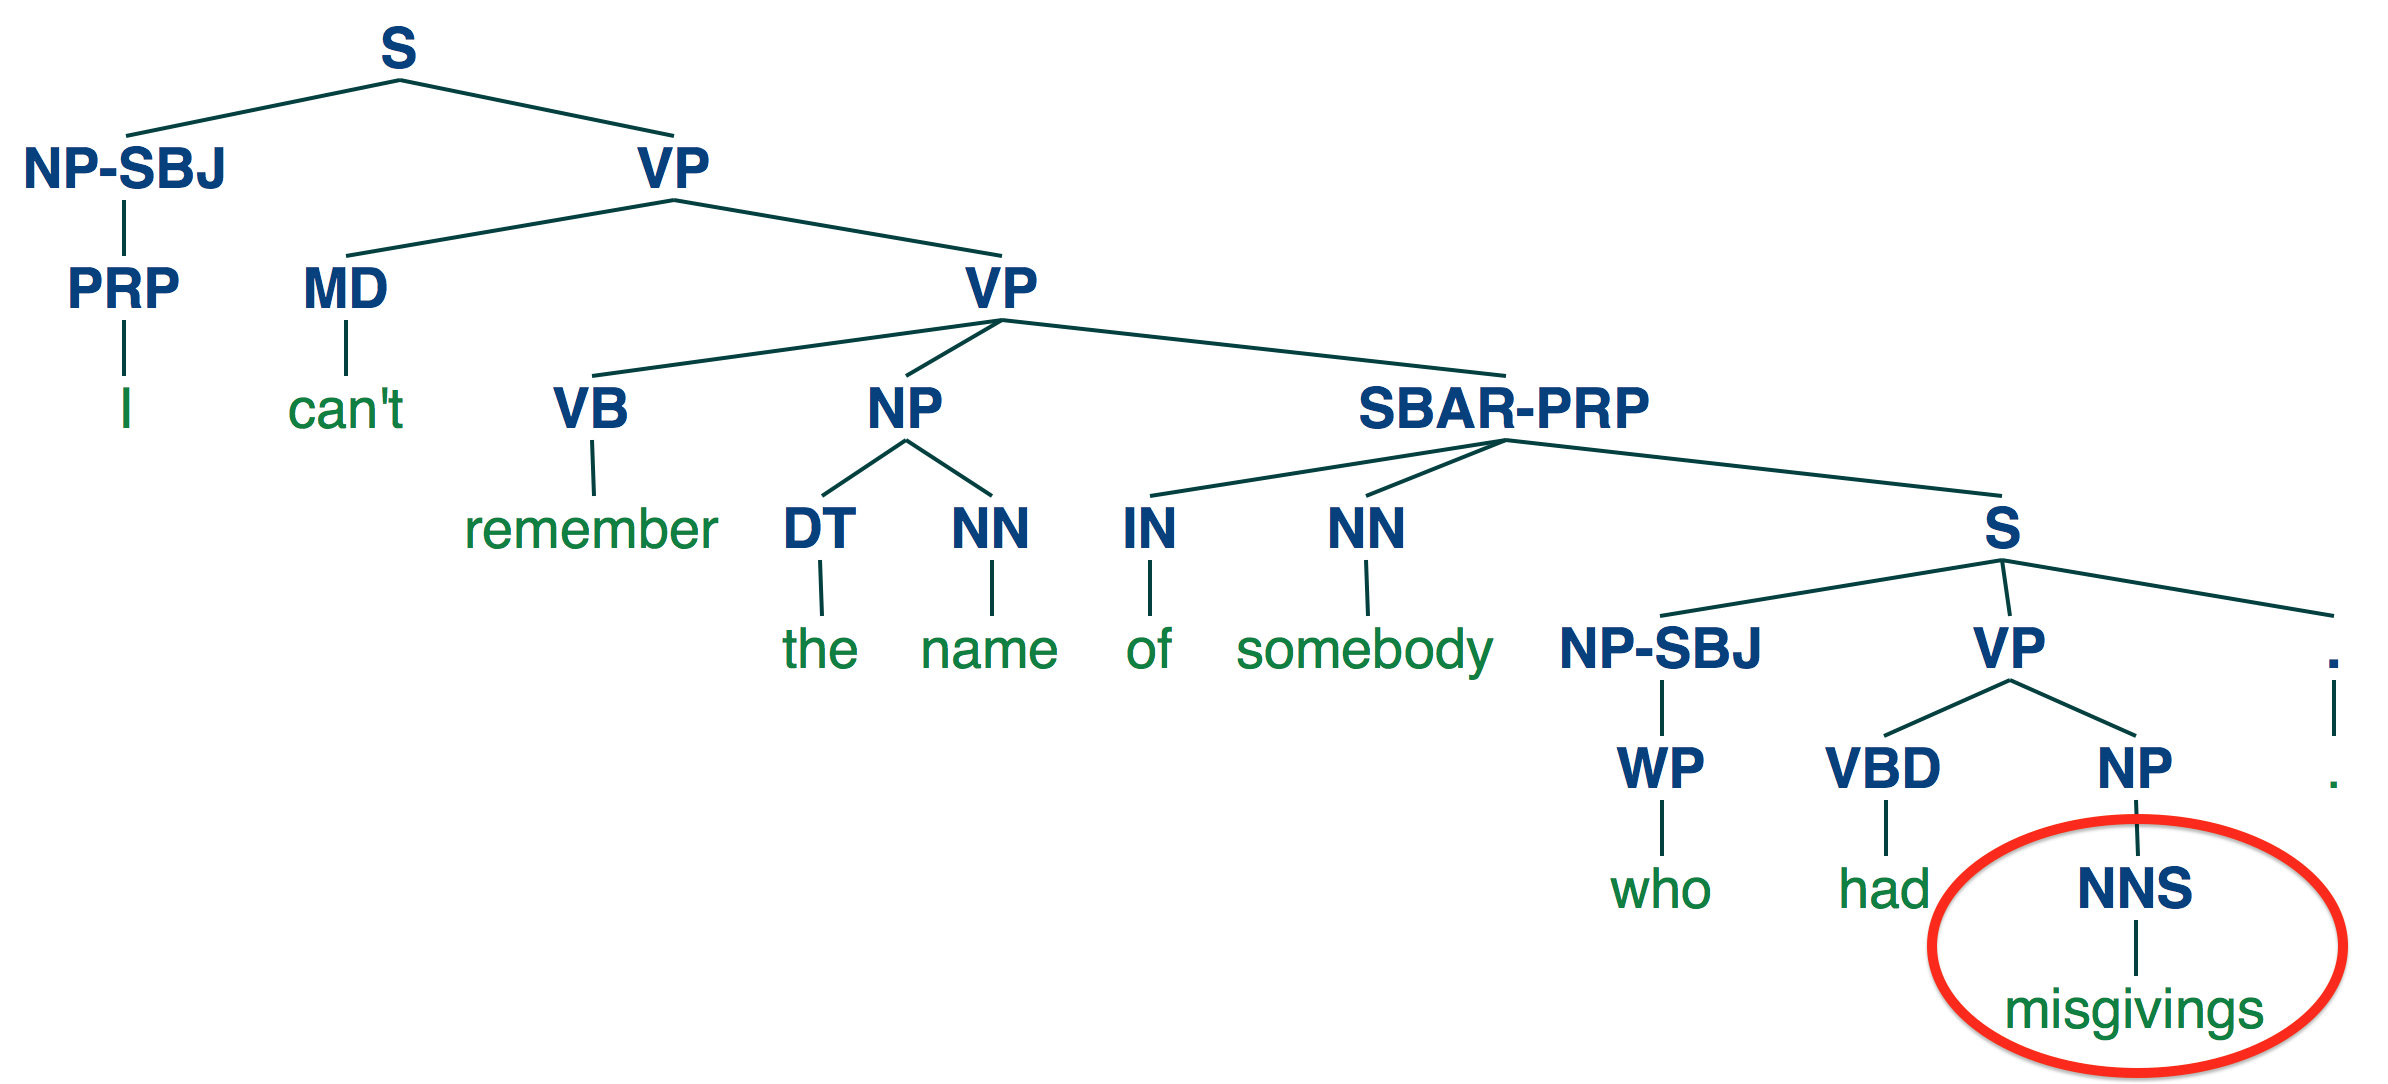 S
NP-SBJ VP
PRP MD VP
I can't VB NP SBAR-PRP
remember DT NN IN NN S
the name of somebody NP-SBJ VP .
WP VBD NP .
who had NNS
misgivings